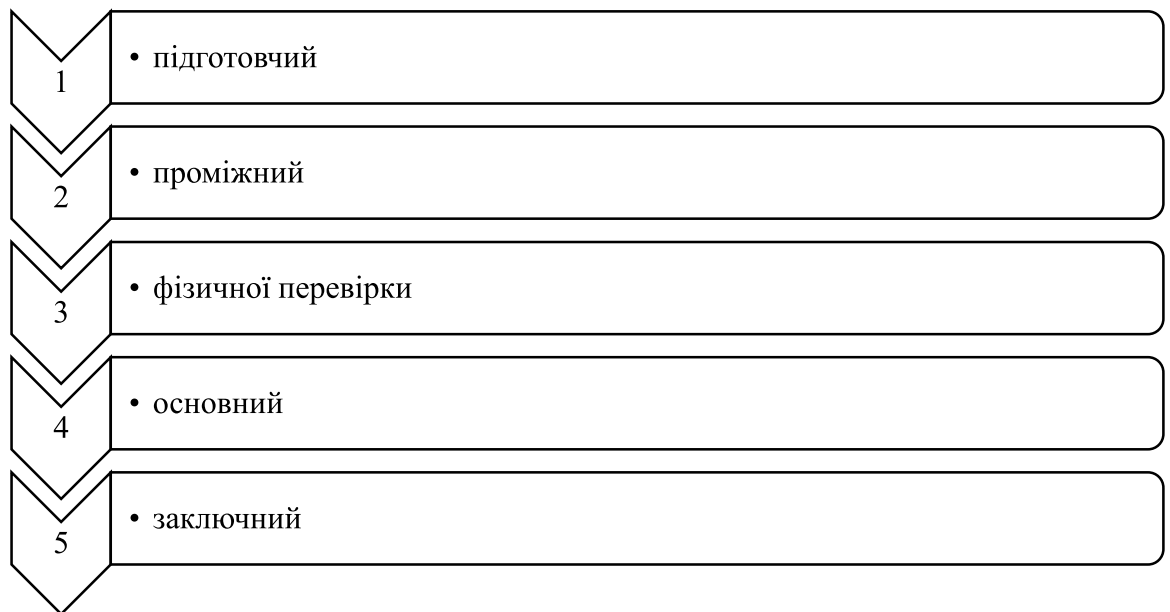 1
• підготовчий
2
• проміжний
3
• фізичної перевірки
4
• основний
5
• заключний